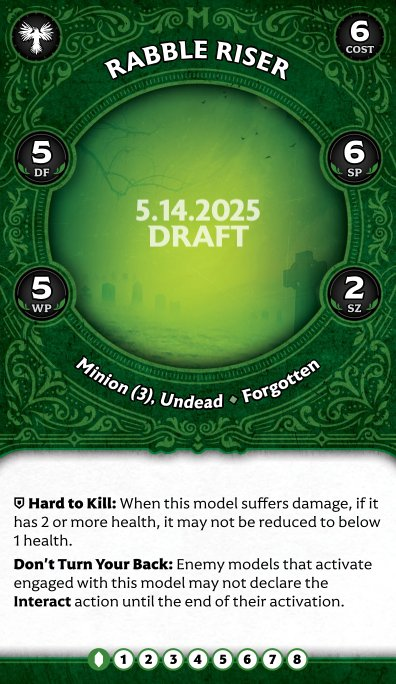 6
COST
RABBLE RISER
5
DF
6
SP
5.14.2025
DRAFT
5
WP
2
SZ
Minion (3), Undead ⬥ Forgotten
Hard to Kill: When this model suffers damage, if it
has 2 or more health, it may not be reduced to below
1 health.
Don't Turn Your Back: Enemy models that activate
engaged with this model may not declare the
Interact action until the end of their activation.
1 2 3 4 5 6 7 8